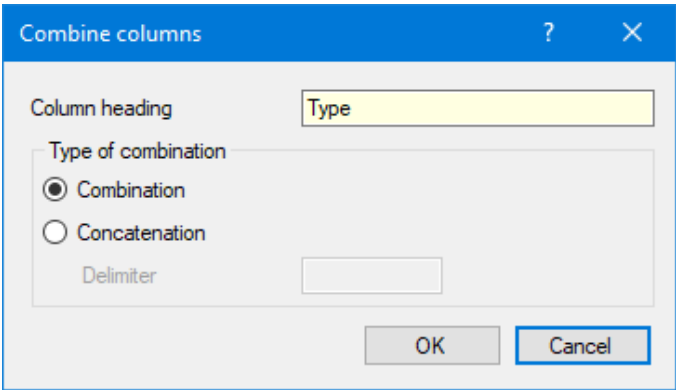 Combine columns ?
Column heading Type
Type of combination
Combination
Concatenation
Delimiter
OK Cancel